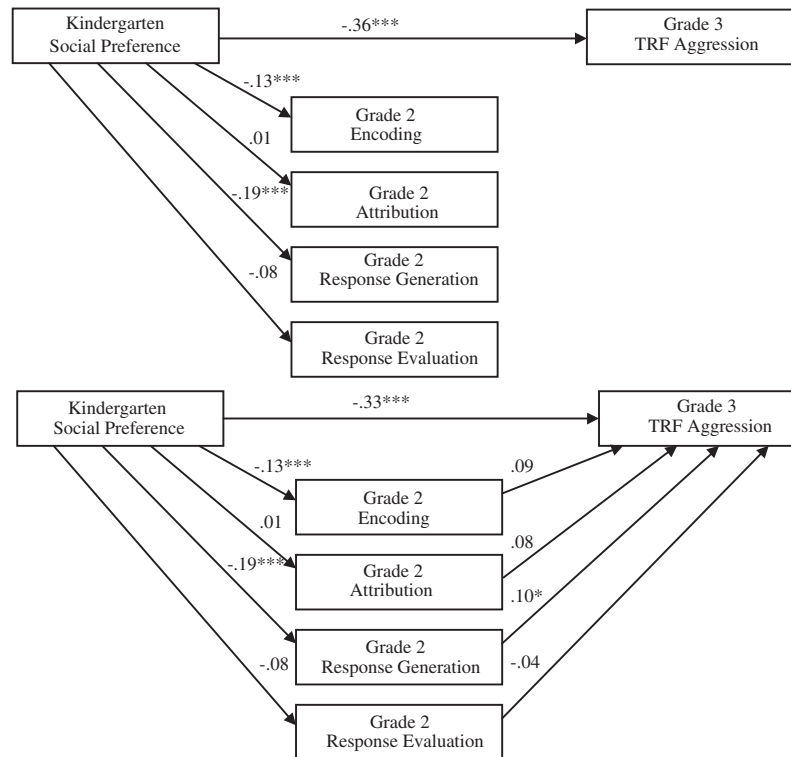 Kindergarten
Social Preference
-.36***
Grade 3
TRF Aggression
-.13***
Grade 2
Encoding
.01
Grade 2
Attribution
-.19***
Grade 2
Response Generation
-.08
Grade 2
Response Evaluation
Kindergarten
Social Preference
-.33***
Grade 3
TRF Aggression
-.13***
.09
Grade 2
Encoding
.01
.08
Grade 2
Attribution
-.19***
.10*
Grade 2
Response Generation
-.08
-.04
Grade 2
Response Evaluation